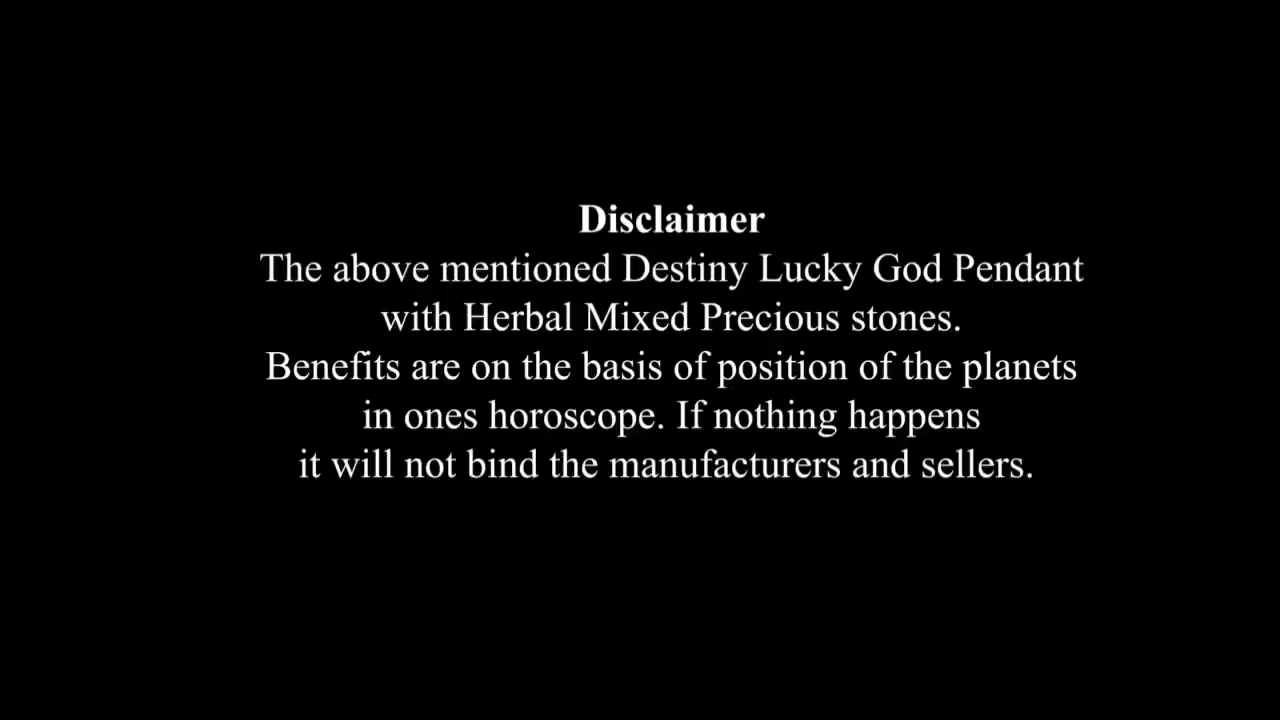 Disclaimer
The above mentioned Destiny Lucky God Pendant
with Herbal Mixed Precious stones.
Benefits are on the basis of position of the planets
in ones horoscope. If nothing happens
it will not bind the manufacturers and sellers.